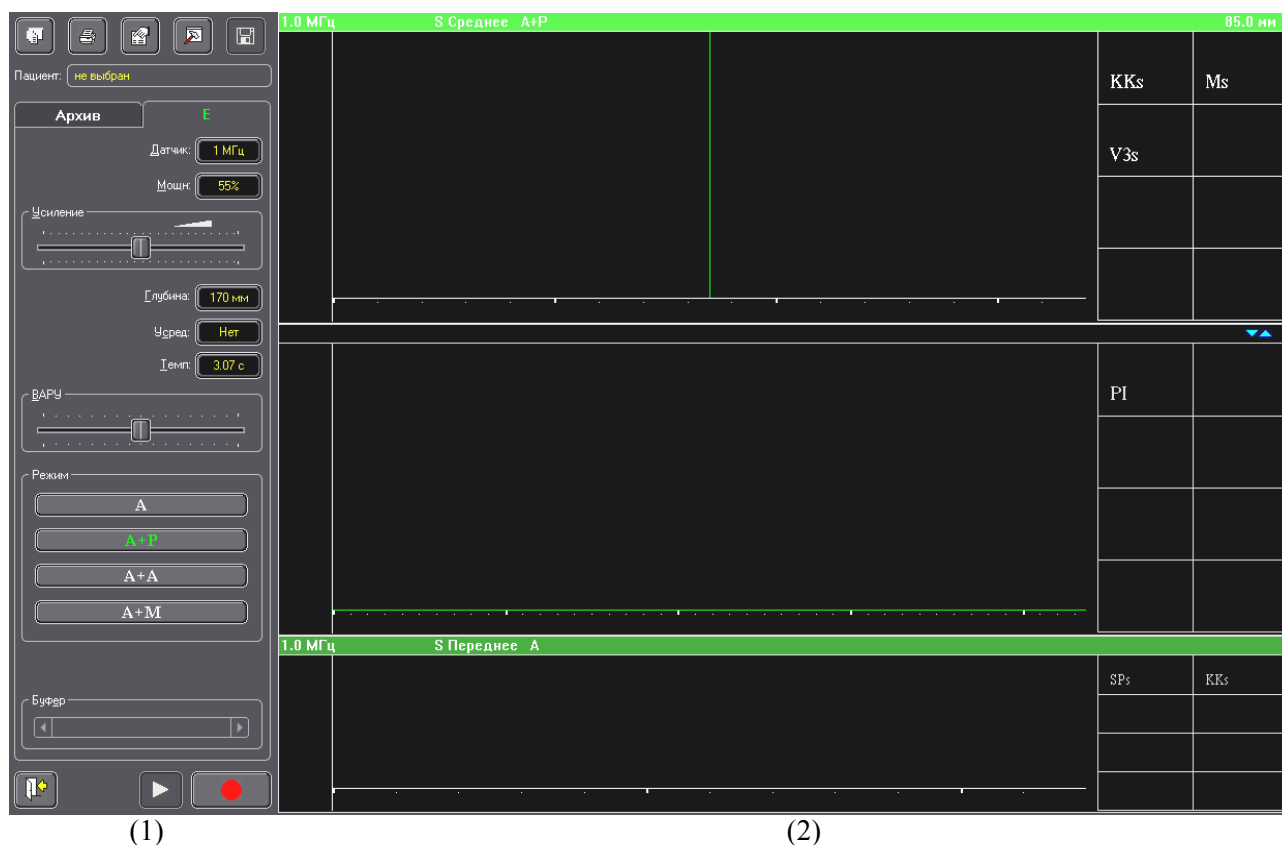 Пациент: не выбран
Архив
E
Датчик: 1 МГц
Мощн: 55%
Усиление
Глубина: 170 мм
Усред: Нет
Темп: 3.07 с
ВАРУ
Режим
A
A+P
A+A
A+M
Буфер
(1)
1.0 МГц S Среднее A+P 85.0 мм
KKs Ms
V3s
PI
1.0 МГц S Переднее A
SPs KKs
(2)